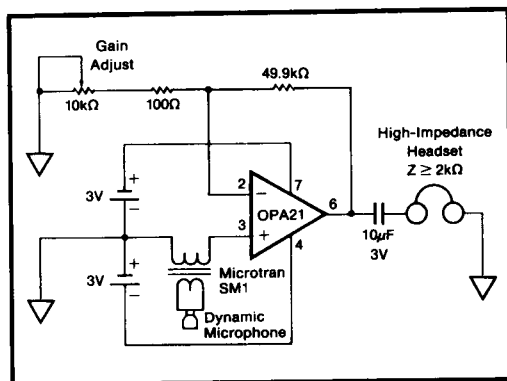 Gain
Adjust
10kΩ
100Ω
49.9kΩ
High-Impedance
Headset
Z ≥ 2kΩ
+
3V
−
2
−
7
OPA21
6
3
+
4
10μF
3V
+
3V
−
Microtran
SM1
Dynamic
Microphone